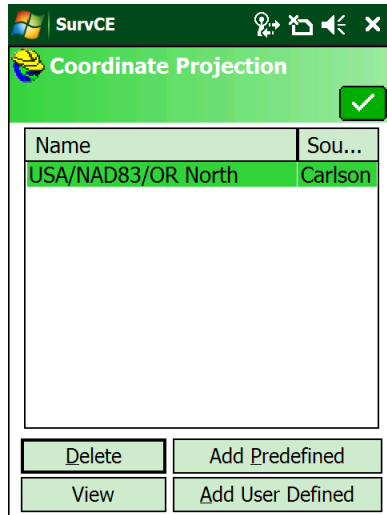 SurvCE
Coordinate Projection
Name Sou...
USA/NAD83/OR North Carlson
Delete Add Predefined
View Add User Defined